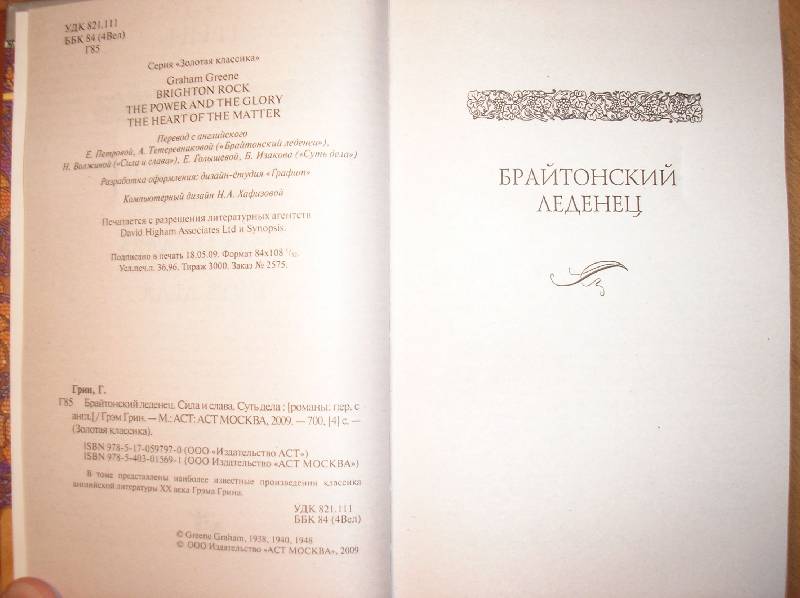 УДК 821.111
ББК 84 (4Вел)
Г85
Серия «Золотая классика»
Graham Greene
BRIGHTON ROCK
THE POWER AND THE GLORY
THE HEART OF THE MATTER
Перевод с английского
Е. Петровой, А. Тетеревниковой («Брайтонский леденец»),
Н. Волжиной («Сила и слава»), Е. Голышевой, Б. Изакова («Суть дела»)
Разработка оформления: дизайн-студия «Графит»
Компьютерный дизайн Н.А. Хафизовой
Печатается с разрешения литературных агентств
David Higham Associates Ltd и Synopsis.
Подписано в печать 18.05.09. Формат 84х108 1/32.
Усл.печ.л. 36,96. Тираж 3000. Заказ № 2575.
Грин, Г.
Г85 Брайтонский леденец. Сила и слава. Суть дела : [романы: пер. с
англ.] / Грэм Грин. — М.: АСТ: АСТ МОСКВА, 2009. — 700, [4] с. —
(Золотая классика).
ISBN 978-5-17-059797-0 (ООО «Издательство АСТ»)
ISBN 978-5-403-01569-1 (ООО Издательство «АСТ МОСКВА»)
В томе представлены наиболее известные произведения классика
английской литературы XX века Грэма Грина.
УДК 821.111
ББК 84 (4Вел)
© Greene Graham, 1938, 1940, 1948
© ООО Издательство «АСТ МОСКВА», 2009
БРАЙТОНСКИЙ
ЛЕДЕНЕЦ